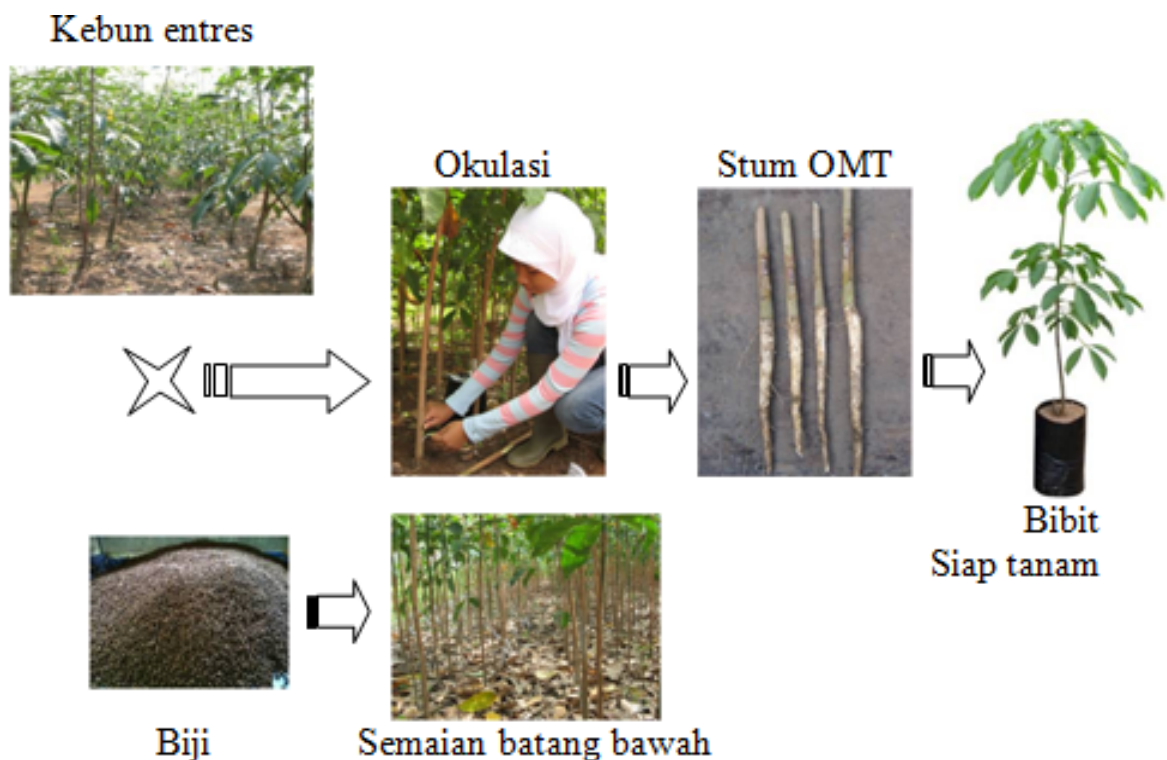 Kebun entres
Okulasi
Stum OMT
Bibit
Siap tanam
Biji
Semaian batang bawah